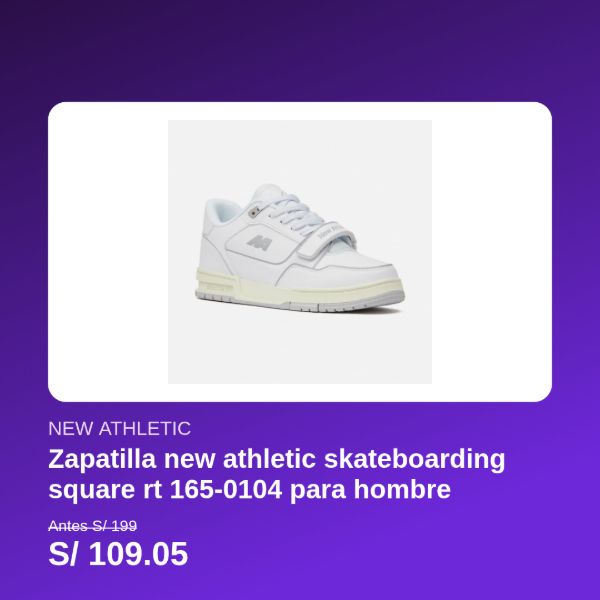 NEW ATHLETIC
Zapatilla new athletic skateboarding
square rt 165-0104 para hombre
Antes S/ 199
S/ 109.05